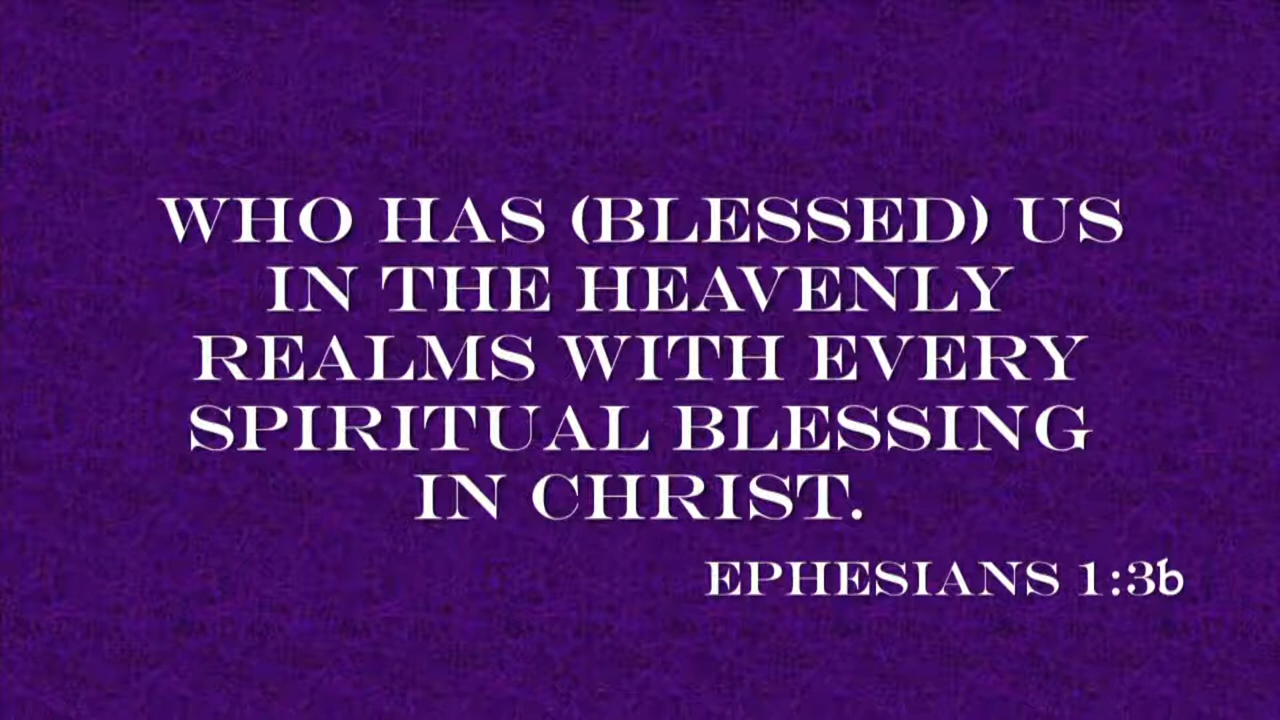 WHO HAS (BLESSED) US
IN THE HEAVENLY
REALMS WITH EVERY
SPIRITUAL BLESSING
IN CHRIST.
EPHESIANS 1:3b